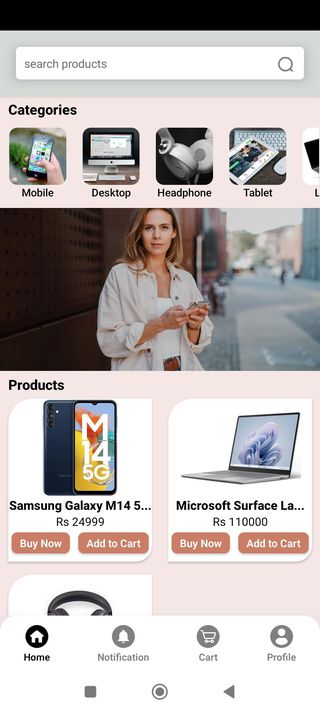 search products
Categories
Mobile Desktop Headphone Tablet L
Products
M
14
5G
Samsung Galaxy M14 5...
Microsoft Surface La...
Rs 24999
Rs 110000
Buy Now Add to Cart
Buy Now Add to Cart
Home Notification Cart Profile